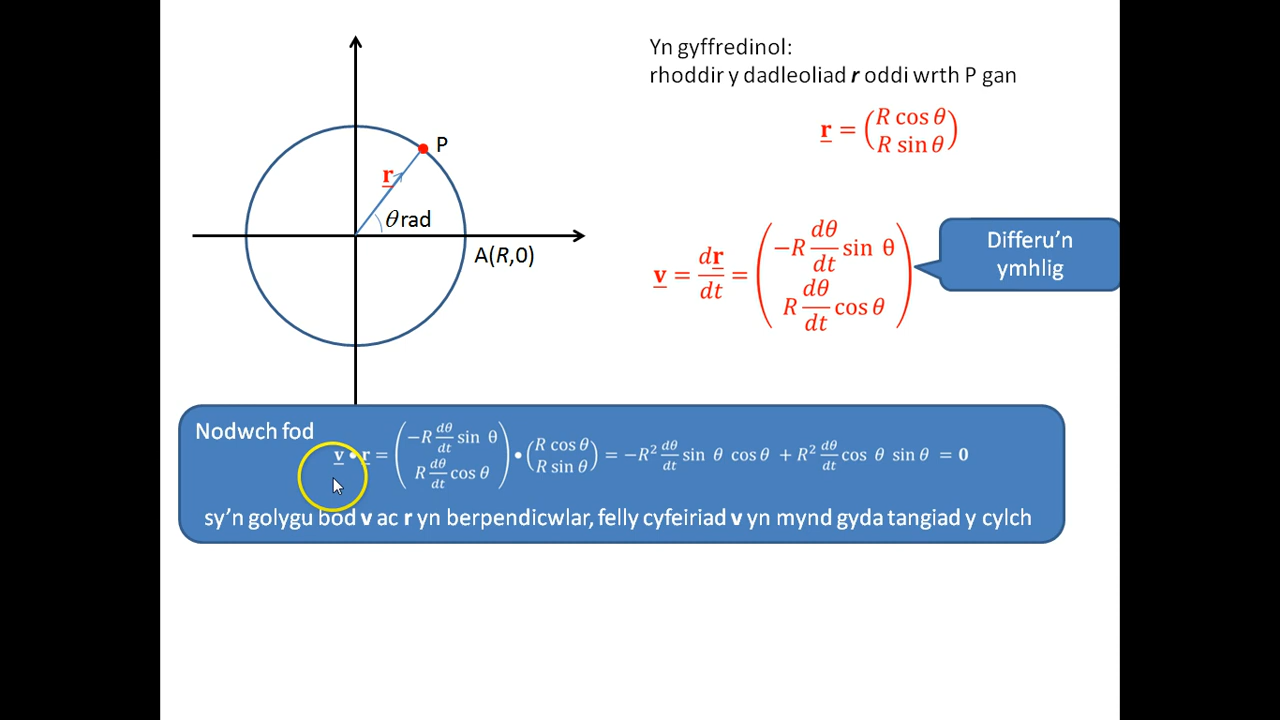 Yn gyffredinol:
rhoddir y dadleoliad r oddi wrth P gan
r = (R cos θ
R sin θ)
P
r
θ rad
A(R,0)
v = dr/dt = (−R dθ/dt sin θ
R dθ/dt cos θ)
Differu'n
ymhlig
Nodwch fod
v • r = (−R dθ/dt sin θ
R dθ/dt cos θ) • (R cos θ
R sin θ) = −R² dθ/dt sin θ cos θ + R² dθ/dt cos θ sin θ = 0
sy'n golygu bod v ac r yn berpendicwlar, felly cyfeiriad v yn mynd gyda tangiad y cylch